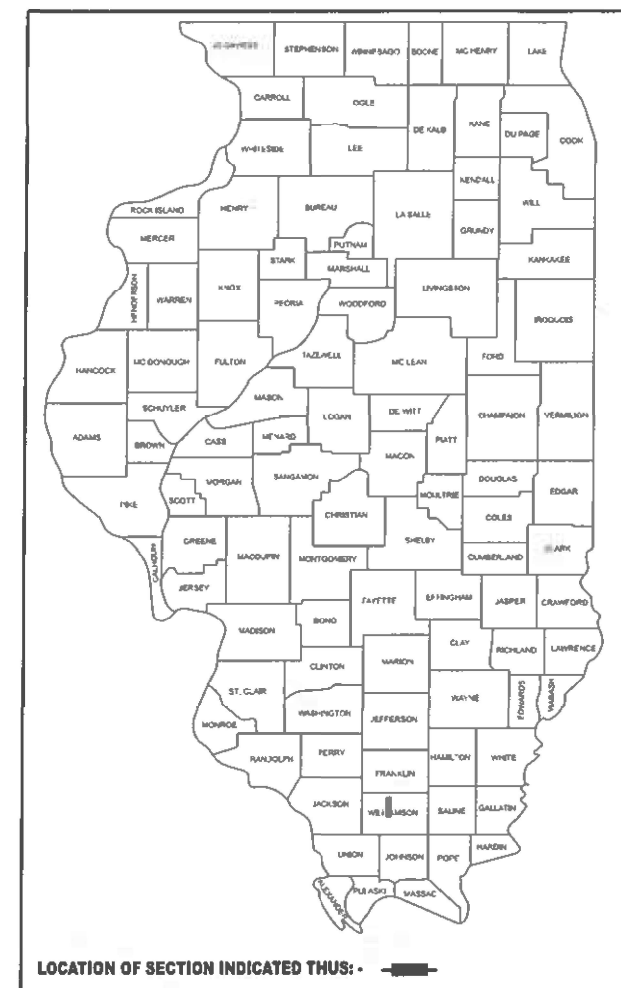 STEPHENSON WINNEBAGO BOONE MC HENRY LAKE
CARROLL OGLE
DE KALB KANE DU PAGE COOK
WHITESIDE LEE
KENDALL WILL
ROCK ISLAND HENRY BUREAU LA SALLE
MERCER PUTNAM GRUNDY
STARK MARSHALL KANKAKEE
HENDERSON WARREN KNOX PEORIA WOODFORD LIVINGSTON
IROQUOIS
HANCOCK MC DONOUGH FULTON TAZEWELL MC LEAN FORD
SCHUYLER MASON
ADAMS BROWN CASS MENARD LOGAN DE WITT PIATT CHAMPAIGN VERMILION
MACON
PIKE SCOTT MORGAN SANGAMON MOULTRIE DOUGLAS EDGAR
CHRISTIAN COLES
CALHOUN GREENE MACOUPIN MONTGOMERY SHELBY CUMBERLAND
JERSEY FAYETTE EFFINGHAM JASPER CRAWFORD
MADISON BOND
CLAY RICHLAND LAWRENCE
CLINTON MARION
ST. CLAIR WASHINGTON WAYNE EDWARDS WABASH
MONROE JEFFERSON
RANDOLPH PERRY HAMILTON WHITE
FRANKLIN
JACKSON WILLIAMSON SALINE GALLATIN
UNION JOHNSON POPE HARDIN
ALEXANDER PULASKI MASSAC
LOCATION OF SECTION INDICATED THUS: -